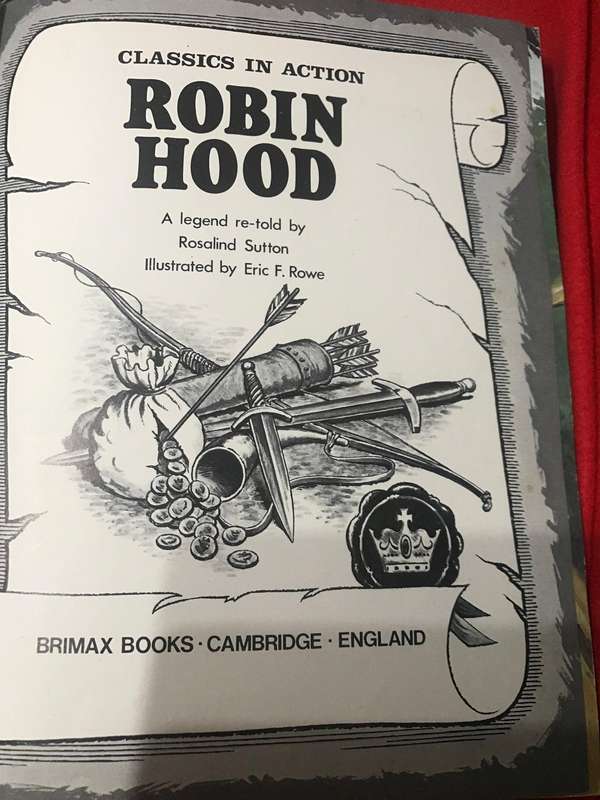 CLASSICS IN ACTION
ROBIN
HOOD
A legend re-told by
Rosalind Sutton
Illustrated by Eric F. Rowe
BRIMAX BOOKS · CAMBRIDGE · ENGLAND